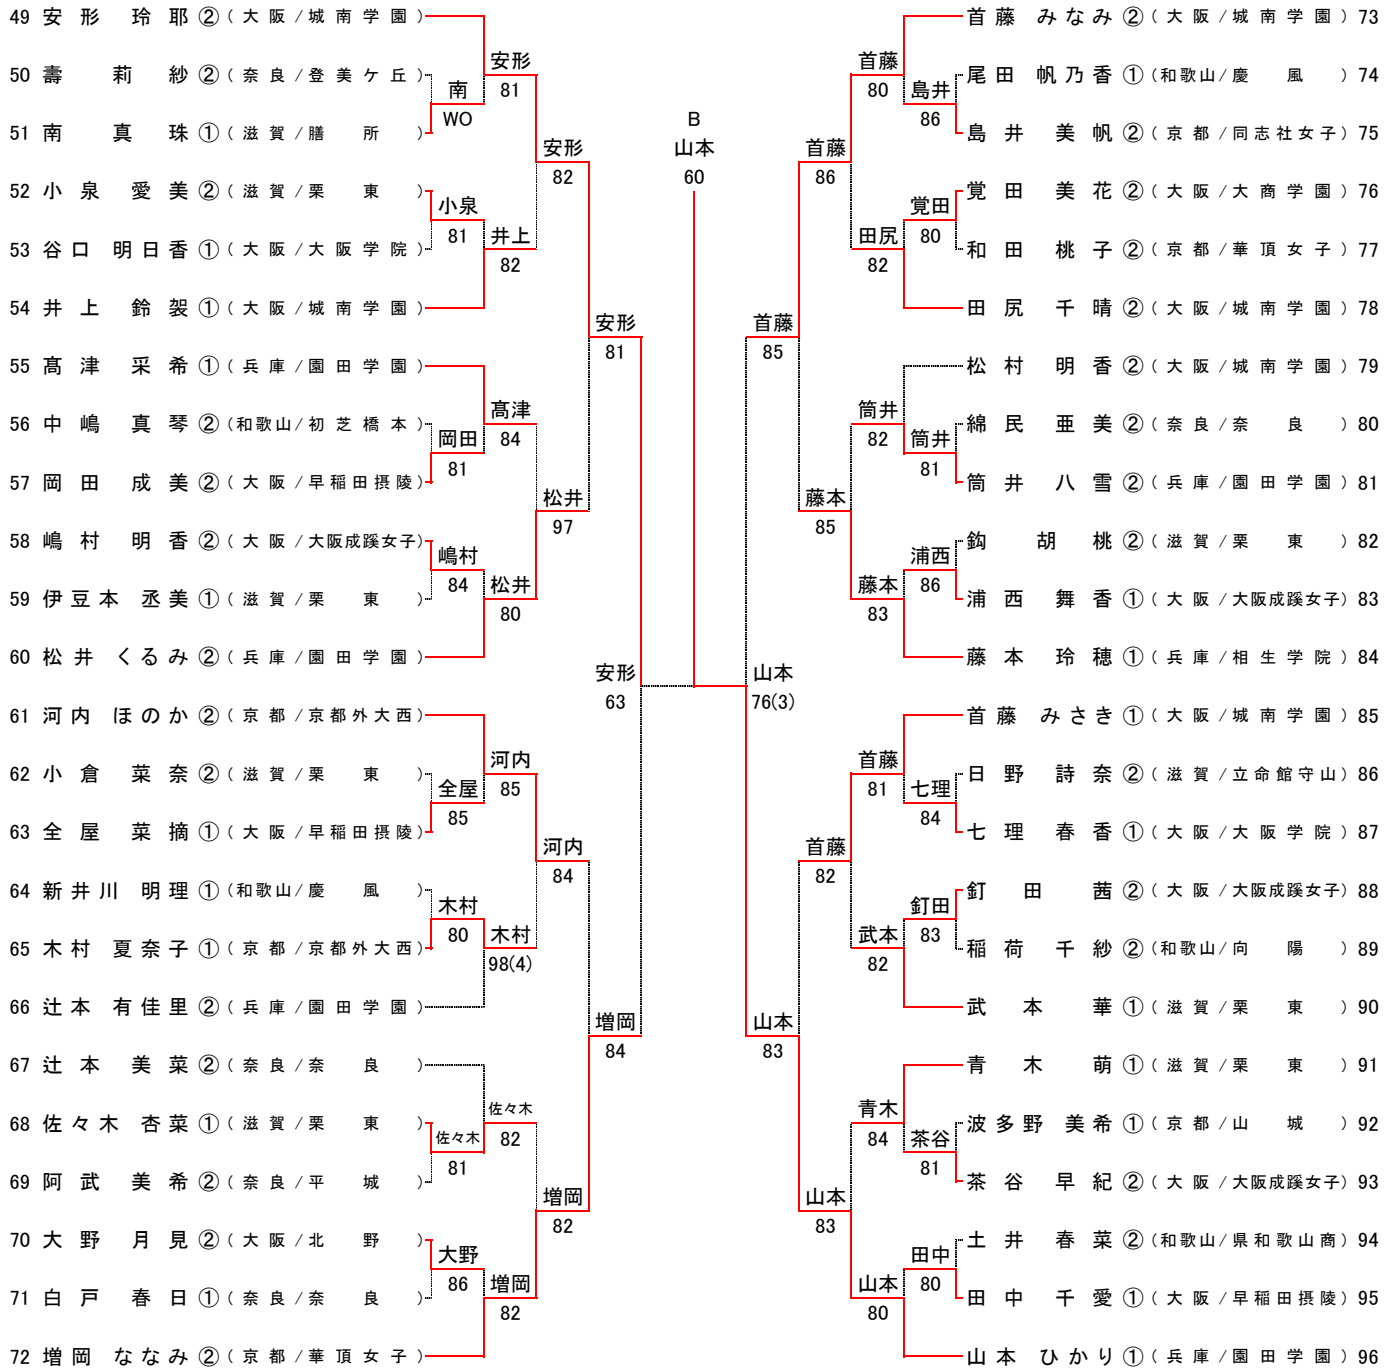 49 安形 玲耶 ② (大阪/城南学園)
50 壽 莉紗 ② (奈良/登美ケ丘)
51 南 真珠 ① (滋賀/膳所)
52 小泉 愛美 ② (滋賀/栗東)
53 谷口 明日香 ① (大阪/大阪学院)
54 井上 鈴袈 ① (大阪/城南学園)
55 髙津 采希 ① (兵庫/園田学園)
56 中嶋 真琴 ② (和歌山/初芝橋本)
57 岡田 成美 ② (大阪/早稲田摂陵)
58 嶋村 明香 ② (大阪/大阪成蹊女子)
59 伊豆本 丞美 ① (滋賀/栗東)
60 松井 くるみ ② (兵庫/園田学園)
61 河内 ほのか ② (京都/京都外大西)
62 小倉 菜奈 ② (滋賀/栗東)
63 全屋 菜摘 ① (大阪/早稲田摂陵)
64 新井川 明理 ① (和歌山/慶風)
65 木村 夏奈子 ① (京都/京都外大西)
66 辻本 有佳里 ② (兵庫/園田学園)
67 辻本 美菜 ② (奈良/奈良)
68 佐々木 杏菜 ① (滋賀/栗東)
69 阿武 美希 ② (奈良/平城)
70 大野 月見 ② (大阪/北野)
71 白戸 春日 ① (奈良/奈良)
72 増岡 ななみ ② (京都/華頂女子)
南
WO
小泉
81
岡田
81
嶋村
84
全屋
85
木村
80
佐々木
81
大野
86
安形
81
井上
82
髙津
84
松井
80
河内
85
木村
98(4)
佐々木
82
増岡
82
安形
82
松井
97
河内
84
増岡
82
安形
81
増岡
84
安形
63
B
山本
60
山本
76(3)
首藤
85
山本
83
首藤
86
藤本
85
首藤
82
山本
83
首藤
80
田尻
82
筒井
82
藤本
83
首藤
81
武本
82
青木
84
山本
80
島井
86
覚田
80
筒井
81
浦西
86
七理
84
釘田
83
茶谷
81
田中
80
首藤 みなみ ② (大阪/城南学園) 73
尾田 帆乃香 ① (和歌山/慶風) 74
島井 美帆 ② (京都/同志社女子) 75
覚田 美花 ② (大阪/大商学園) 76
和田 桃子 ② (京都/華頂女子) 77
田尻 千晴 ② (大阪/城南学園) 78
松村 明香 ② (大阪/城南学園) 79
綿民 亜美 ② (奈良/奈良) 80
筒井 八雪 ② (兵庫/園田学園) 81
鈎 胡桃 ② (滋賀/栗東) 82
浦西 舞香 ① (大阪/大阪成蹊女子) 83
藤本 玲穂 ① (兵庫/相生学院) 84
首藤 みさき ① (大阪/城南学園) 85
日野 詩奈 ② (滋賀/立命館守山) 86
七理 春香 ① (大阪/大阪学院) 87
釘田 茜 ② (大阪/大阪成蹊女子) 88
稲荷 千紗 ② (和歌山/向陽) 89
武本 華 ① (滋賀/栗東) 90
青木 萌 ① (滋賀/栗東) 91
波多野 美希 ① (京都/山城) 92
茶谷 早紀 ② (大阪/大阪成蹊女子) 93
土井 春菜 ② (和歌山/県和歌山商) 94
田中 千愛 ① (大阪/早稲田摂陵) 95
山本 ひかり ① (兵庫/園田学園) 96